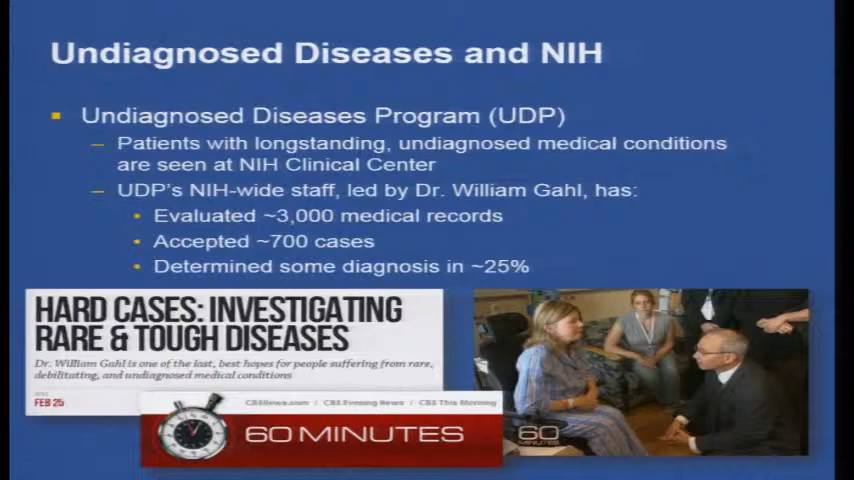 Undiagnosed Diseases and NIH
Undiagnosed Diseases Program (UDP)
– Patients with longstanding, undiagnosed medical conditions
are seen at NIH Clinical Center
– UDP's NIH-wide staff, led by Dr. William Gahl, has:
• Evaluated ~3,000 medical records
• Accepted ~700 cases
• Determined some diagnosis in ~25%
HARD CASES: INVESTIGATING
RARE & TOUGH DISEASES
Dr. William Gahl is one of the last, best hopes for people suffering from rare,
debilitating, and undiagnosed medical conditions
FEB 25
CBSNews.com / CBS Evening News / CBS This Morning
60 MINUTES
60
MINUTES